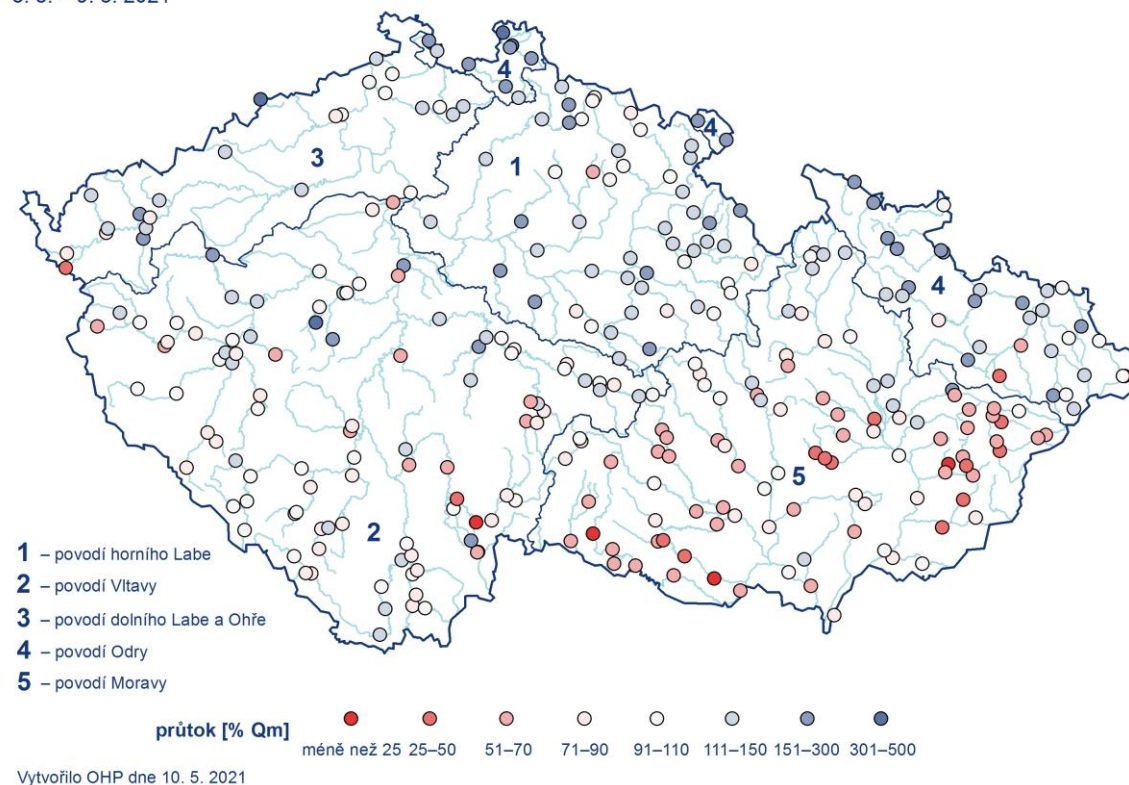 4
4
3
1
4
5
2
1 – povodí horního Labe
2 – povodí Vltavy
3 – povodí dolního Labe a Ohře
4 – povodí Odry
5 – povodí Moravy
průtok [% Qm]
méně než 25 25–50 51–70 71–90 91–110 111–150 151–300 301–500
Vytvořilo OHP dne 10. 5. 2021